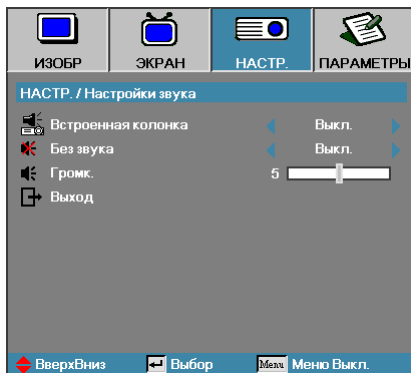 ИЗОБР ЭКРАН НАСТР. ПАРАМЕТРЫ
НАСТР. / Настройки звука
Встроенная колонка Выкл.
Без звука Выкл.
Громк. 5
Выход
ВверхВниз Выбор Menu Меню Выкл.